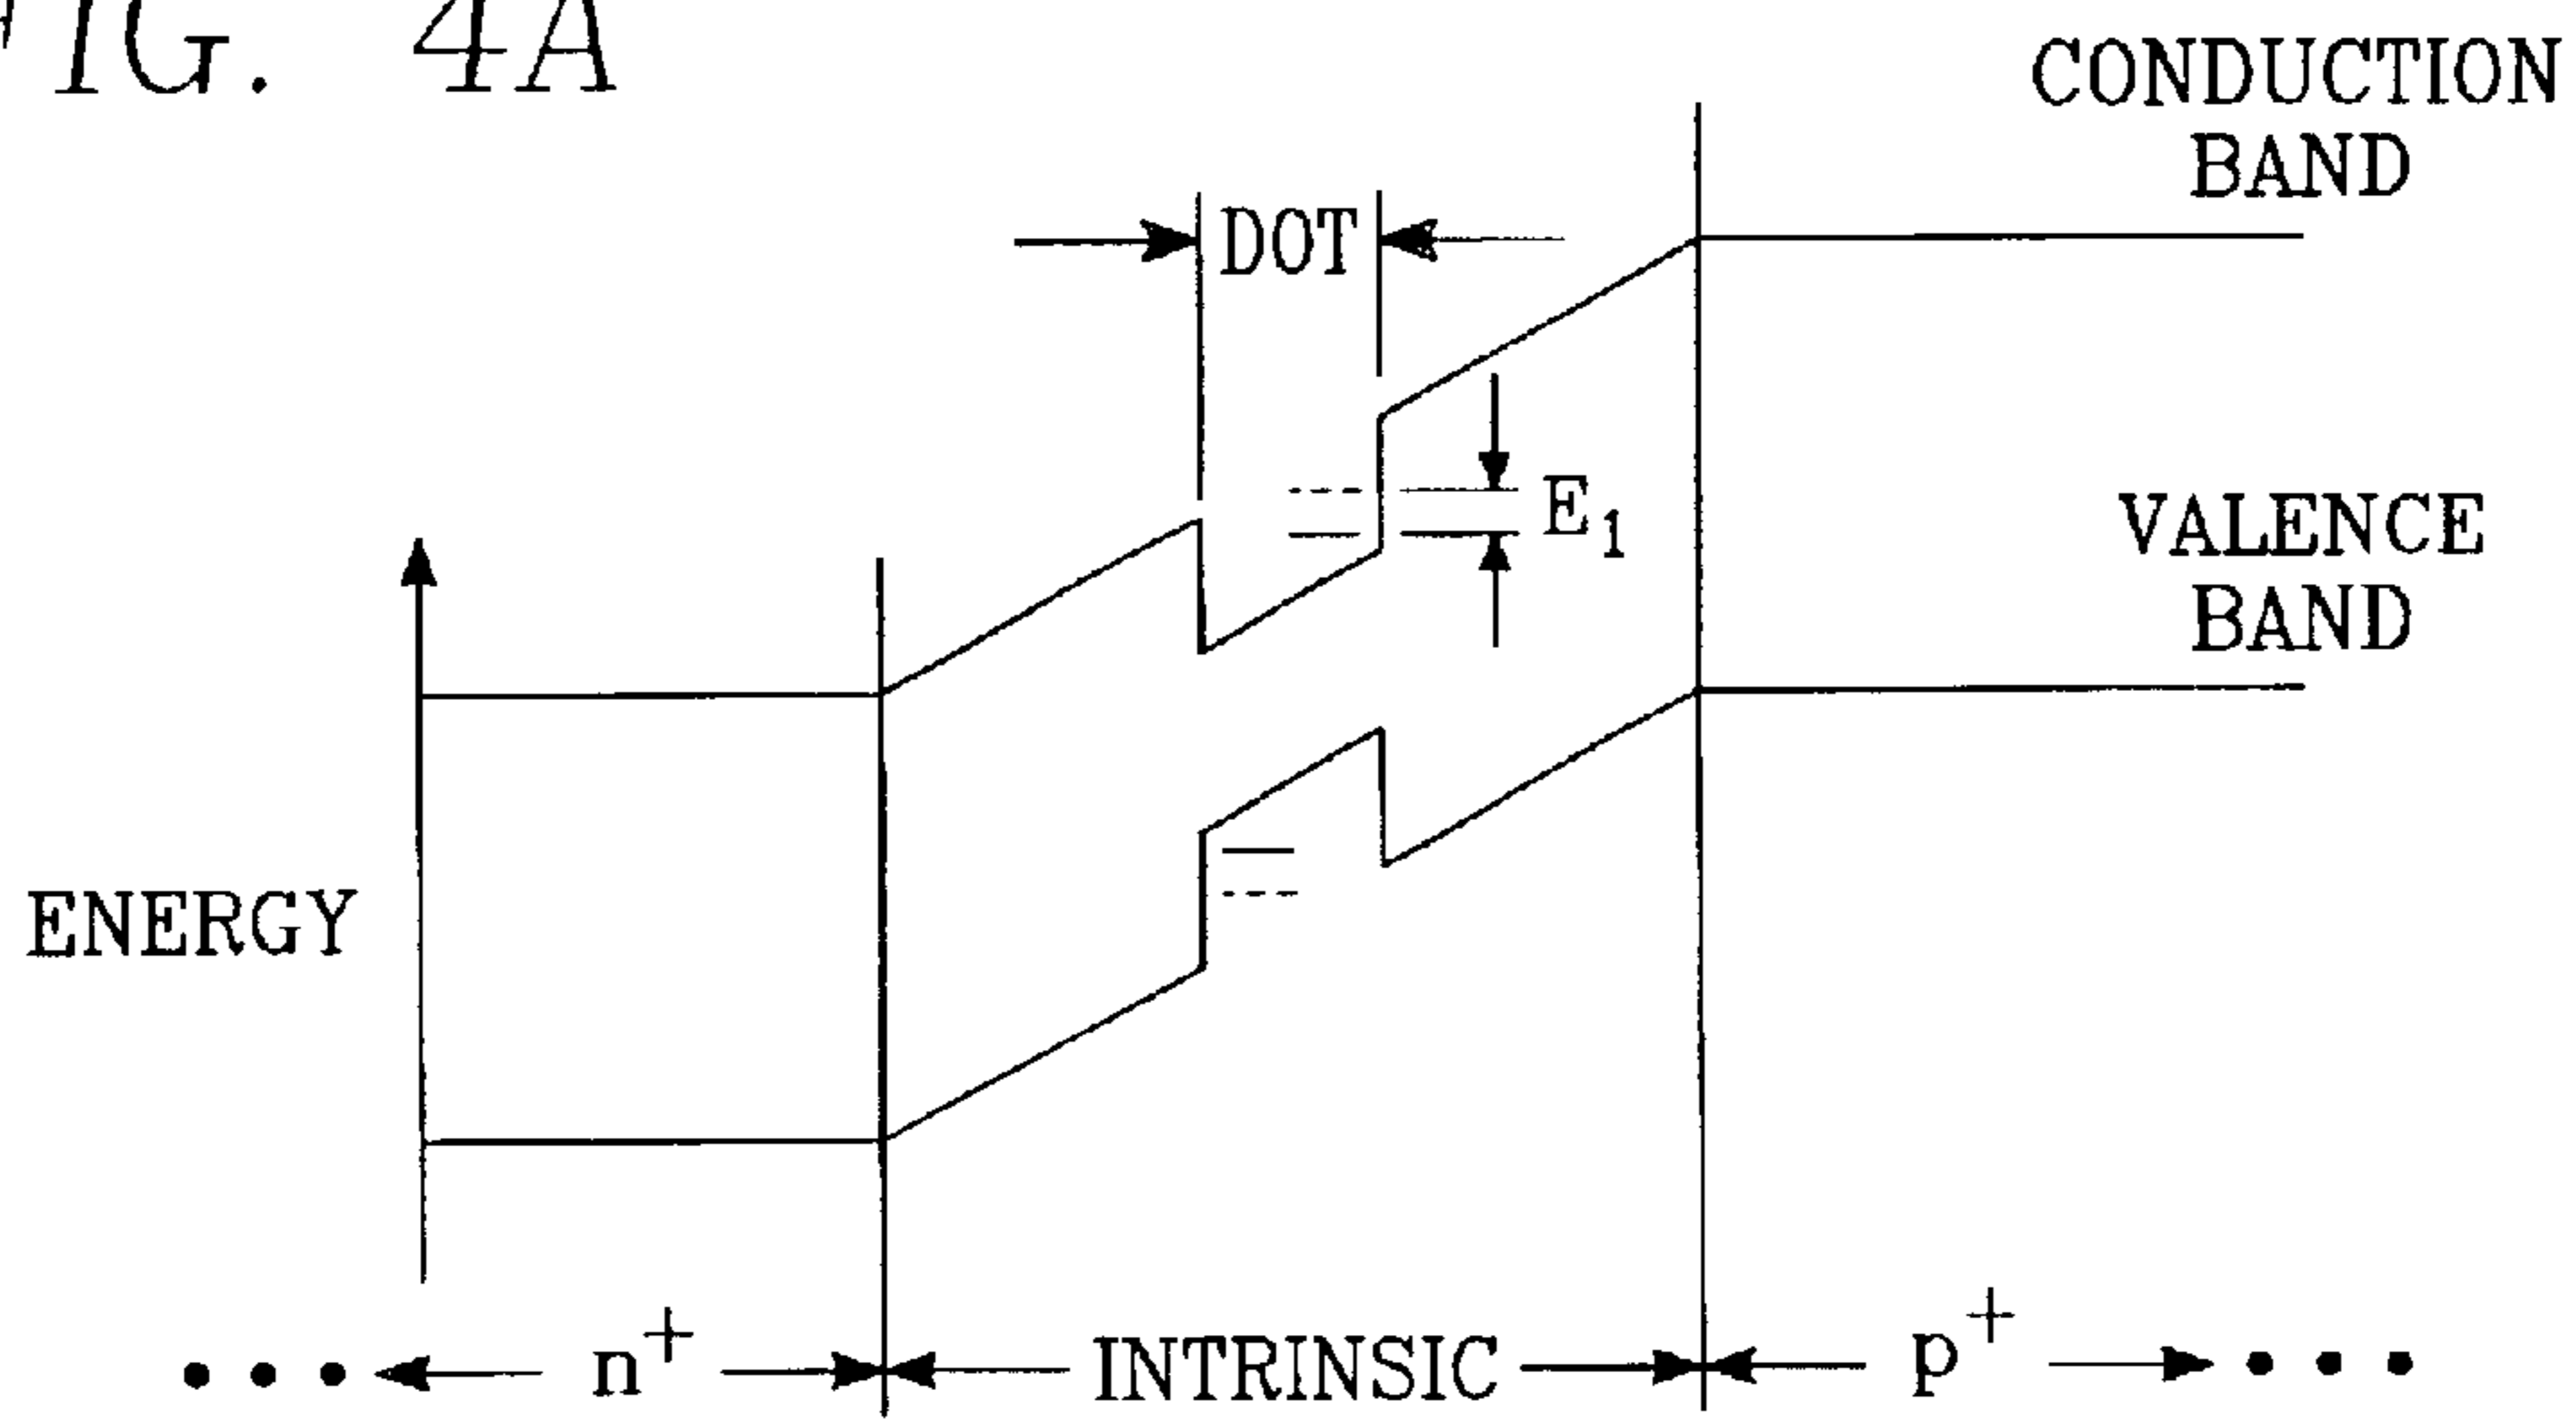 FIG. 4A
CONDUCTION
BAND
DOT
E1
VALENCE
BAND
ENERGY
n+
INTRINSIC
p+